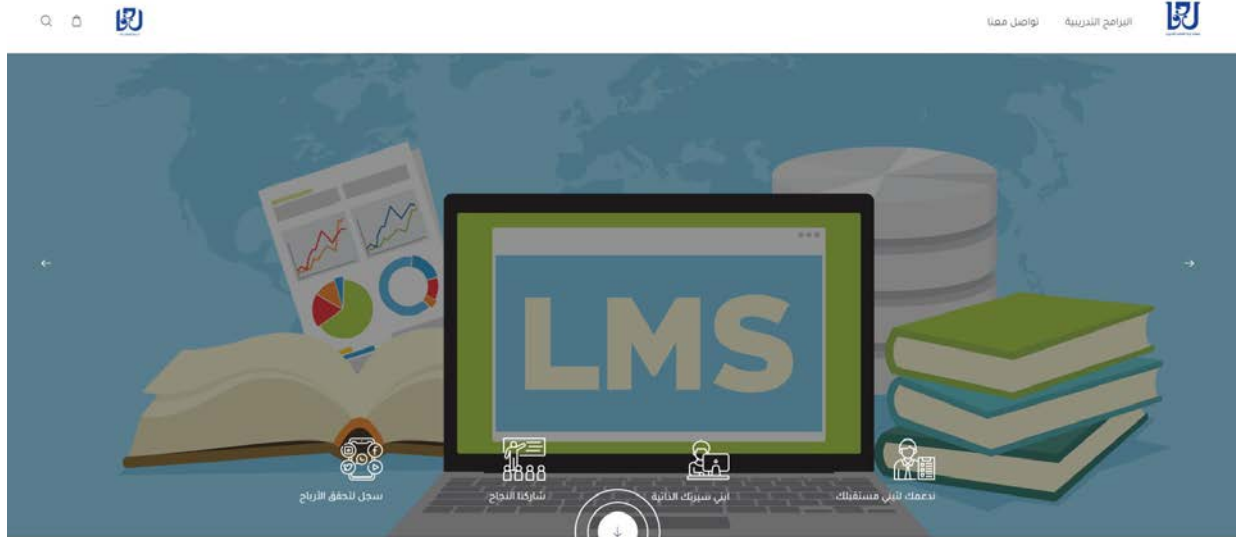 البرامج التدريبية
تواصل معنا
LMS
ندعمك لتبني مستقبلك
ابني سيرتك الذاتية
شاركنا النجاح
سجل لتحقق الأرباح